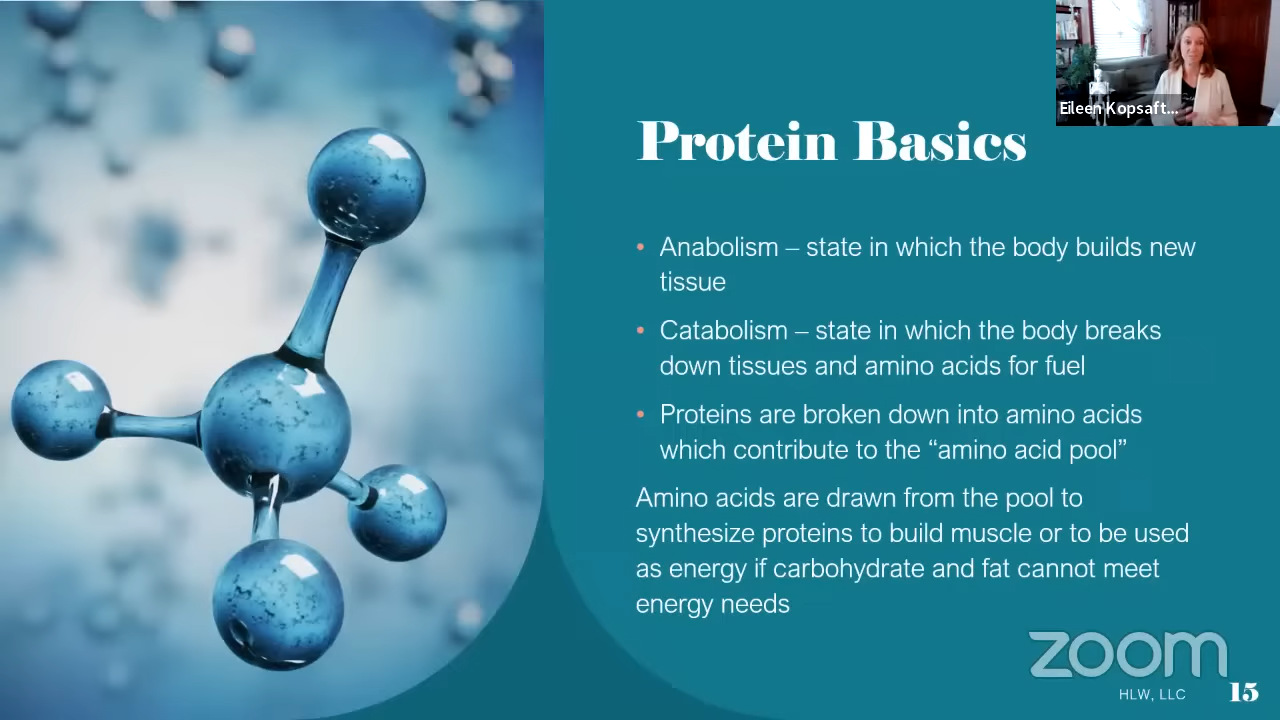 Eileen Kopsaft...
Protein Basics
• Anabolism – state in which the body builds new
tissue
• Catabolism – state in which the body breaks
down tissues and amino acids for fuel
• Proteins are broken down into amino acids
which contribute to the “amino acid pool”
Amino acids are drawn from the pool to
synthesize proteins to build muscle or to be used
as energy if carbohydrate and fat cannot meet
energy needs
zoom
HLW, LLC
15